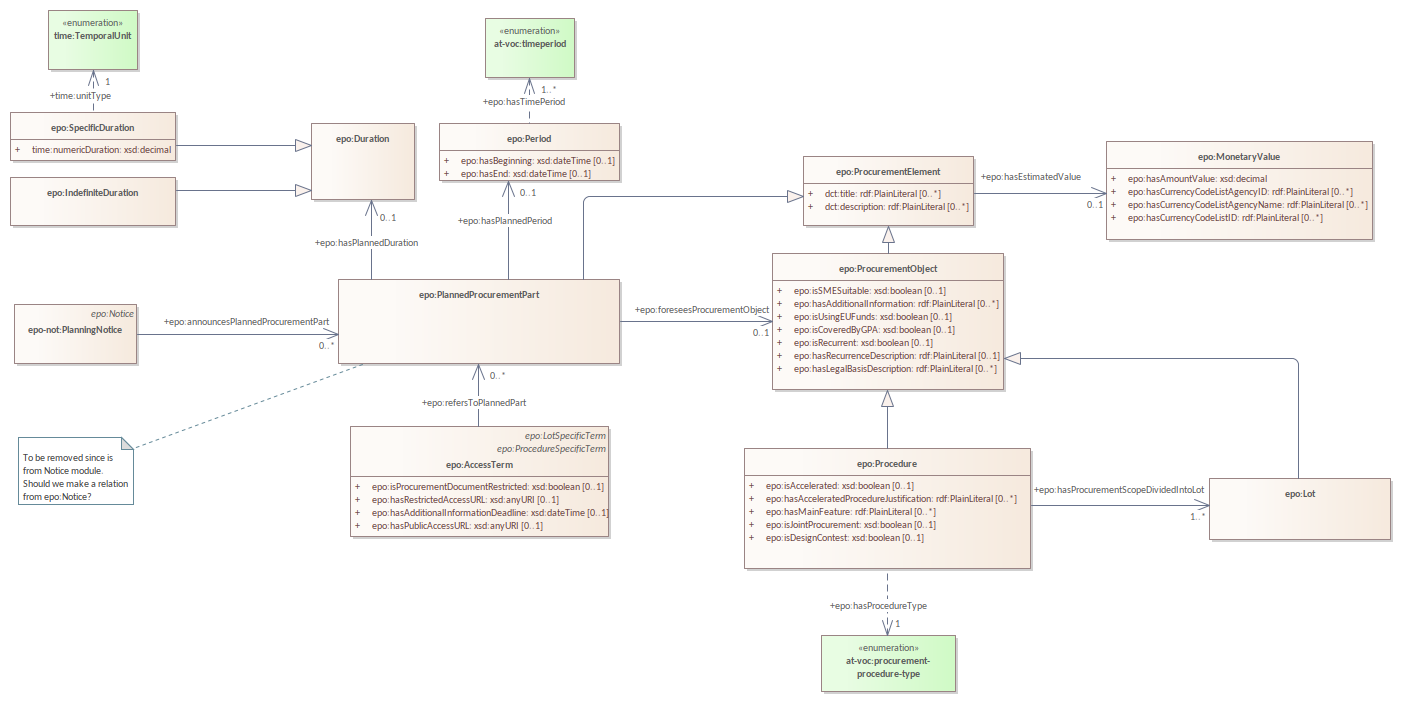 «enumeration»
time:TemporalUnit
1
+time:unitType
epo:SpecificDuration
+ time:numericDuration: xsd:decimal
epo:IndefiniteDuration
epo:Duration
0..1
+epo:hasPlannedDuration
«enumeration»
at-voc:timeperiod
1..*
+epo:hasTimePeriod
epo:Period
+ epo:hasBeginning: xsd:dateTime [0..1]
+ epo:hasEnd: xsd:dateTime [0..1]
0..1
+epo:hasPlannedPeriod
epo:ProcurementElement
+ dct:title: rdf:PlainLiteral [0..*]
+ dct:description: rdf:PlainLiteral [0..*]
+epo:hasEstimatedValue
0..1
epo:MonetaryValue
+ epo:hasAmountValue: xsd:decimal
+ epo:hasCurrencyCodeListAgencyID: rdf:PlainLiteral [0..*]
+ epo:hasCurrencyCodeListAgencyName: rdf:PlainLiteral [0..*]
+ epo:hasCurrencyCodeListID: rdf:PlainLiteral [0..*]
epo:Notice
epo-not:PlanningNotice
+epo:announcesPlannedProcurementPart
0..*
epo:PlannedProcurementPart
+epo:foreseesProcurementObject
0..1
epo:ProcurementObject
+ epo:isSMESuitable: xsd:boolean [0..1]
+ epo:hasAdditionalInformation: rdf:PlainLiteral [0..*]
+ epo:isUsingEUFunds: xsd:boolean [0..1]
+ epo:isCoveredByGPA: xsd:boolean [0..1]
+ epo:isRecurrent: xsd:boolean [0..1]
+ epo:hasRecurrenceDescription: rdf:PlainLiteral [0..1]
+ epo:hasLegalBasisDescription: rdf:PlainLiteral [0..*]
0..*
+epo:refersToPlannedPart
epo:LotSpecificTerm
epo:ProcedureSpecificTerm
epo:AccessTerm
+ epo:isProcurementDocumentRestricted: xsd:boolean [0..1]
+ epo:hasRestrictedAccessURL: xsd:anyURI [0..1]
+ epo:hasAdditionalInformationDeadline: xsd:dateTime [0..1]
+ epo:hasPublicAccessURL: xsd:anyURI [0..1]
To be removed since is
from Notice module.
Should we make a relation
from epo:Notice?
epo:Procedure
+ epo:isAccelerated: xsd:boolean [0..1]
+ epo:hasAcceleratedProcedureJustification: rdf:PlainLiteral [0..*]
+ epo:hasMainFeature: rdf:PlainLiteral [0..*]
+ epo:isJointProcurement: xsd:boolean [0..1]
+ epo:isDesignContest: xsd:boolean [0..1]
+epo:hasProcurementScopeDividedIntoLot
1..*
epo:Lot
+epo:hasProcedureType
1
«enumeration»
at-voc:procurement-
procedure-type